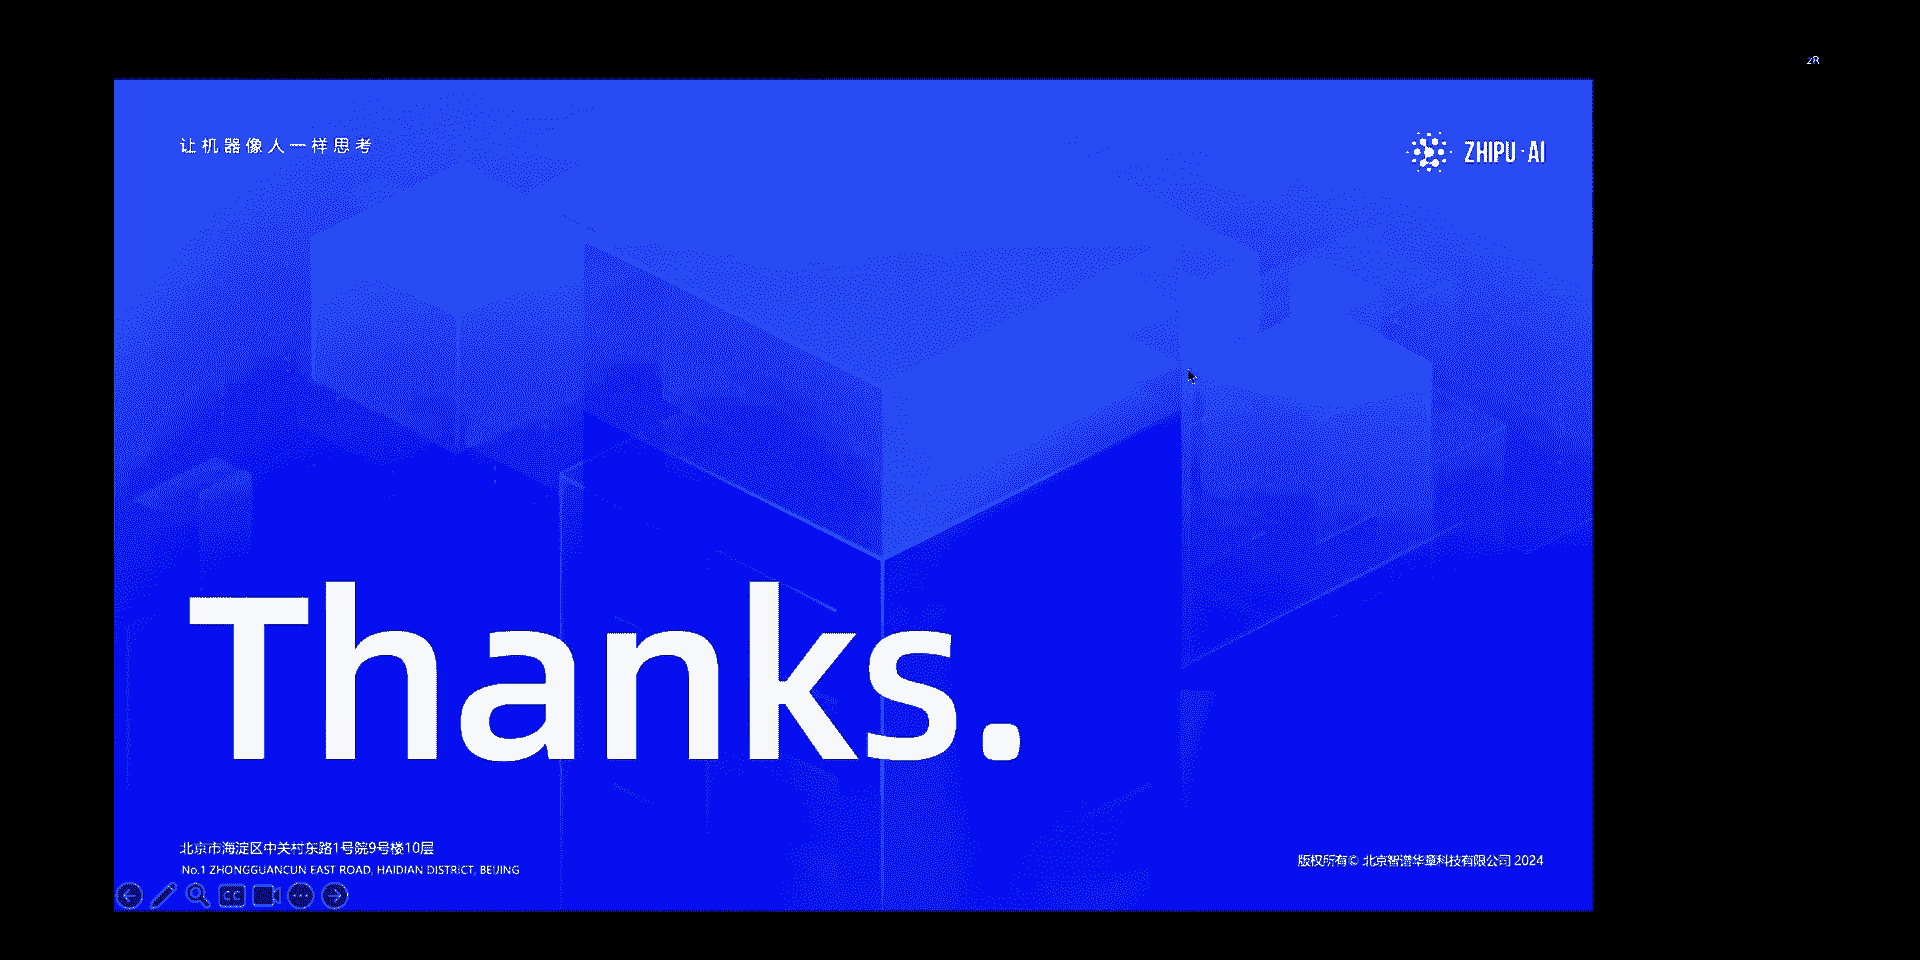 zR
让机器像人一样思考
ZHIPU·AI
Thanks.
北京市海淀区中关村东路1号院9号楼10层
No.1 ZHONGGUANCUN EAST ROAD, HAIDIAN DISTRICT, BEIJING
版权所有© 北京智谱华章科技有限公司 2024
CC